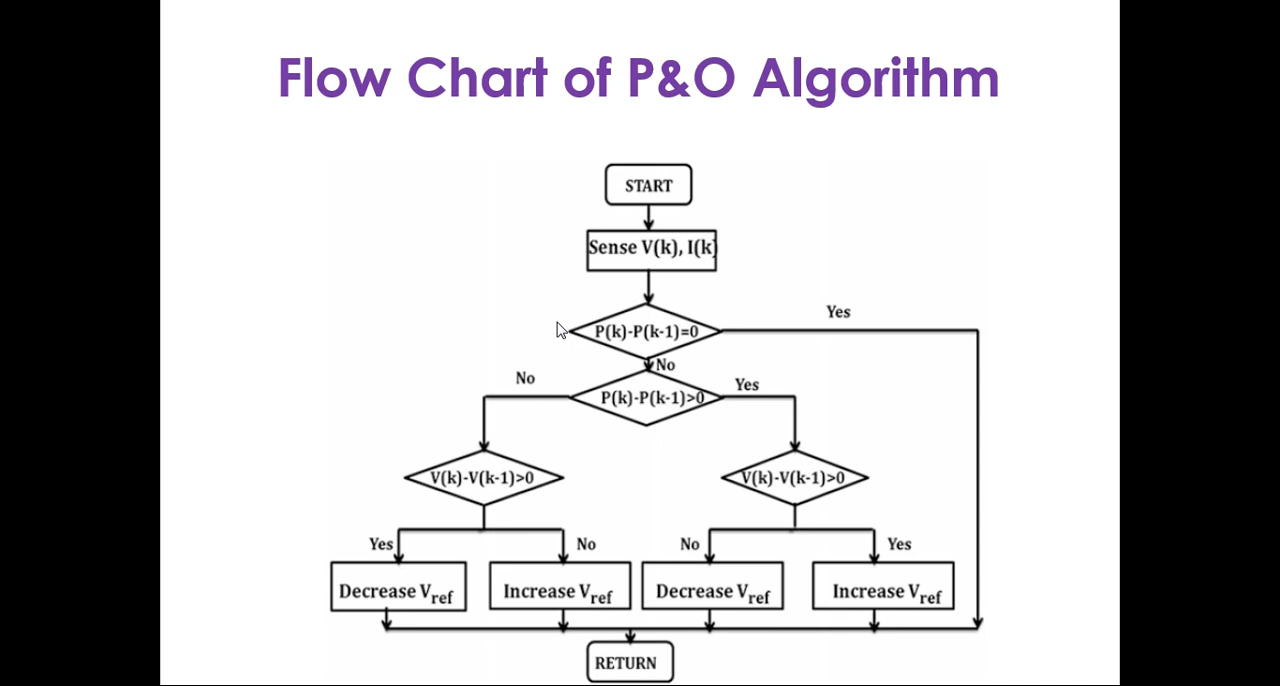 Flow Chart of P&O Algorithm
START
Sense V(k), I(k)
Yes
P(k)-P(k-1)=0
No
No
Yes
P(k)-P(k-1)>0
V(k)-V(k-1)>0
V(k)-V(k-1)>0
Yes
No
No
Yes
Decrease Vref
Increase Vref
Decrease Vref
Increase Vref
RETURN